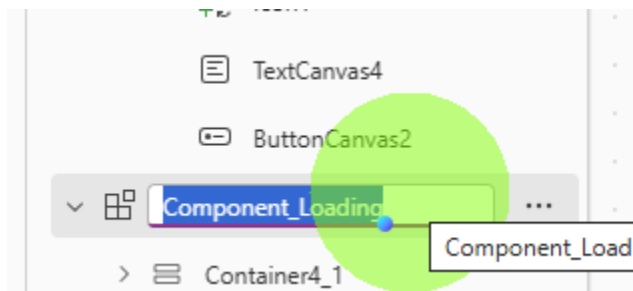 TextCanvas4
ButtonCanvas2
Component_Loading
Component_Load
Container4_1